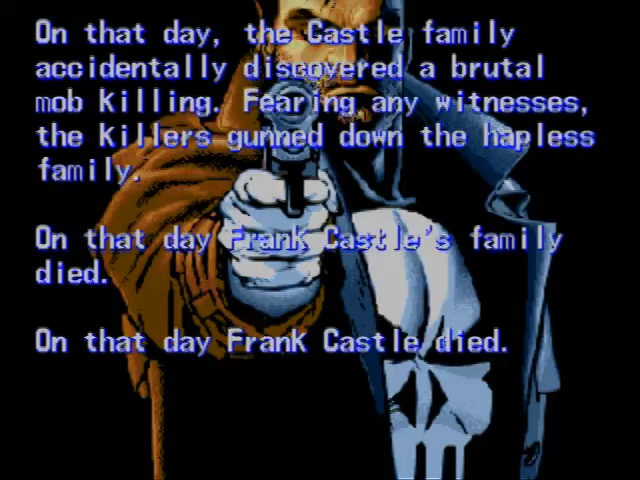 On that day, the Castle family
accidentally discovered a brutal
mob killing. Fearing any witnesses,
the killers gunned down the hapless
family.
On that day Frank Castle's family
died.
On that day Frank Castle died.